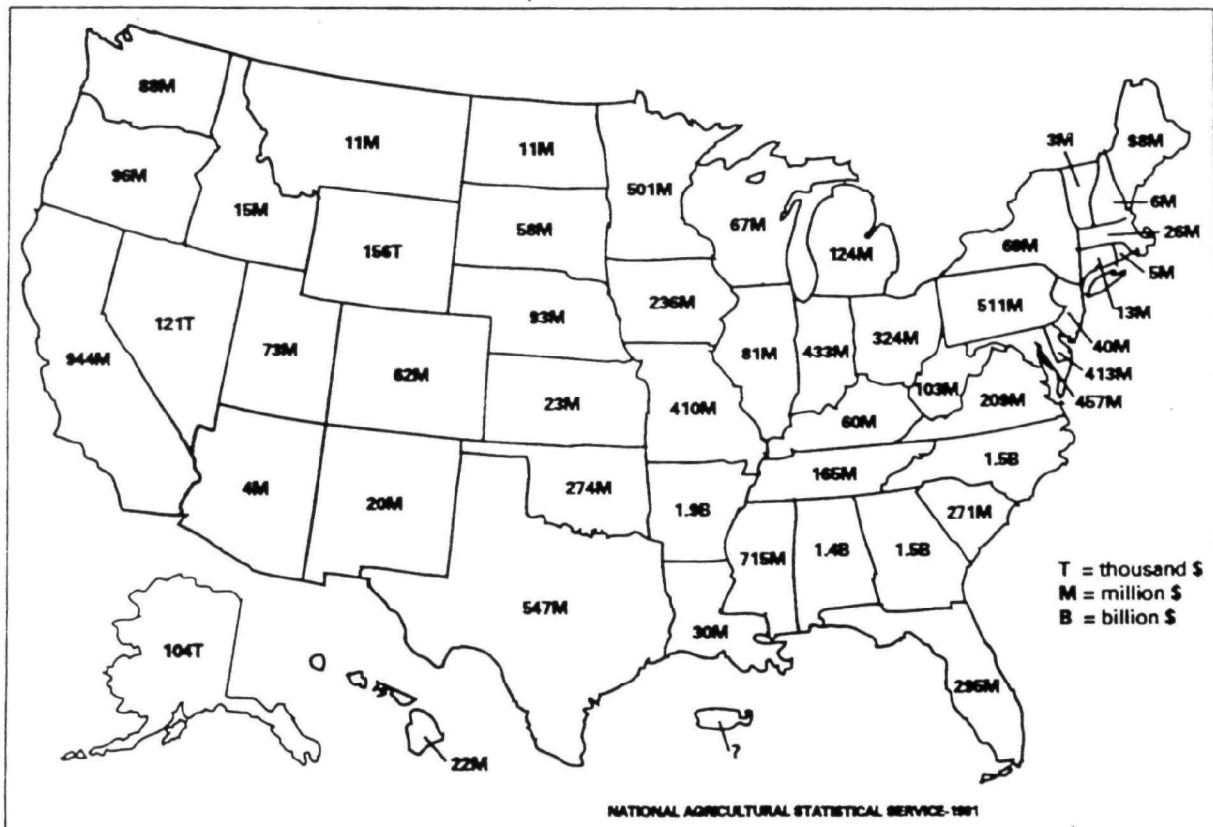 88M
$8M
3M
11M
11M
96M
501M
6M
15M
67M
58M
26M
156T
124M
68M
5M
236M
511M
121T
93M
13M
324M
73M
944M
81M
433M
40M
62M
413M
103M
23M
410M
209M
457M
60M
1.5B
165M
4M
274M
20M
1.9B
271M
715M
1.4B
1.5B
T = thousand $
M = million $
B = billion $
547M
30M
104T
295M
?
22M
NATIONAL AGRICULTURAL STATISTICAL SERVICE-1991